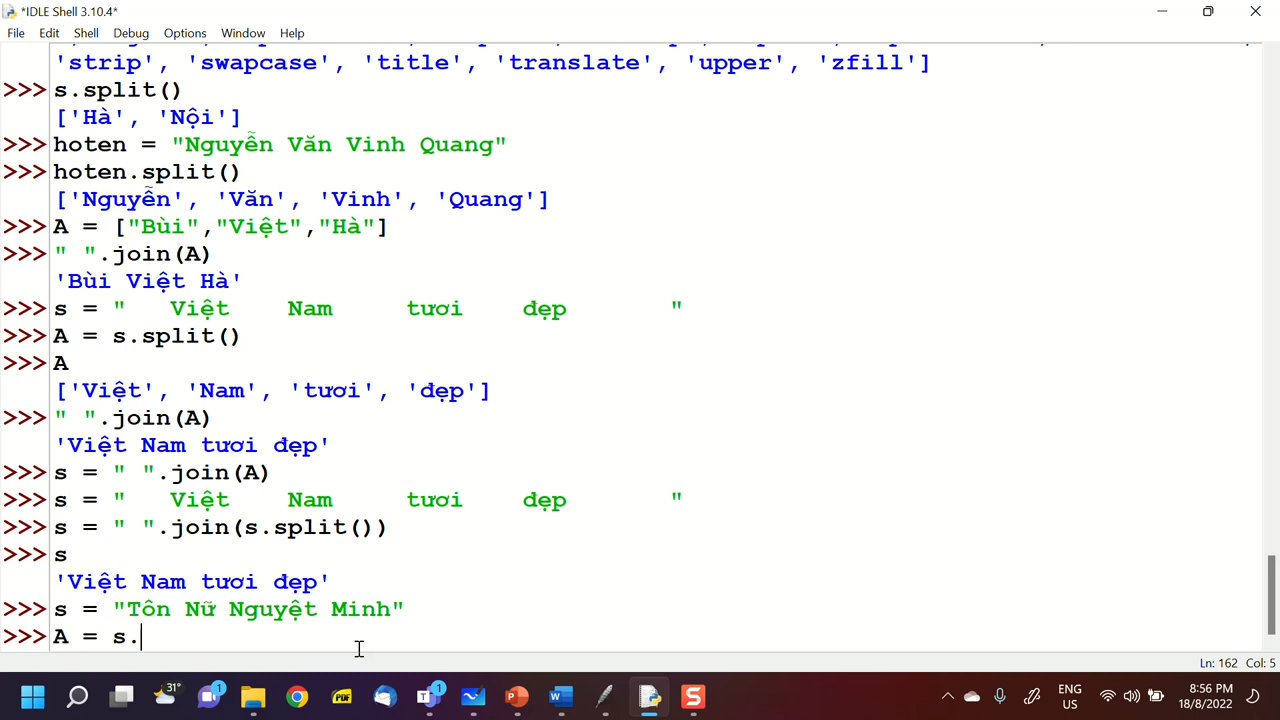 *IDLE Shell 3.10.4*
File Edit Shell Debug Options Window Help
'strip', 'swapcase', 'title', 'translate', 'upper', 'zfill']
>>> s.split()
['Hà', 'Nội']
>>> hoten = "Nguyễn Văn Vinh Quang"
>>> hoten.split()
['Nguyễn', 'Văn', 'Vinh', 'Quang']
>>> A = ["Bùi","Việt","Hà"]
>>> " ".join(A)
'Bùi Việt Hà'
>>> s = "   Việt    Nam     tươi    đẹp       "
>>> A = s.split()
>>> A
['Việt', 'Nam', 'tươi', 'đẹp']
>>> " ".join(A)
'Việt Nam tươi đẹp'
>>> s = " ".join(A)
>>> s = "   Việt    Nam     tươi    đẹp       "
>>> s = " ".join(s.split())
>>> s
'Việt Nam tươi đẹp'
>>> s = "Tôn Nữ Nguyệt Minh"
>>> A = s.
Ln: 162 Col: 5
31° 1 PDF 1 ENG US 8:56 PM 18/8/2022